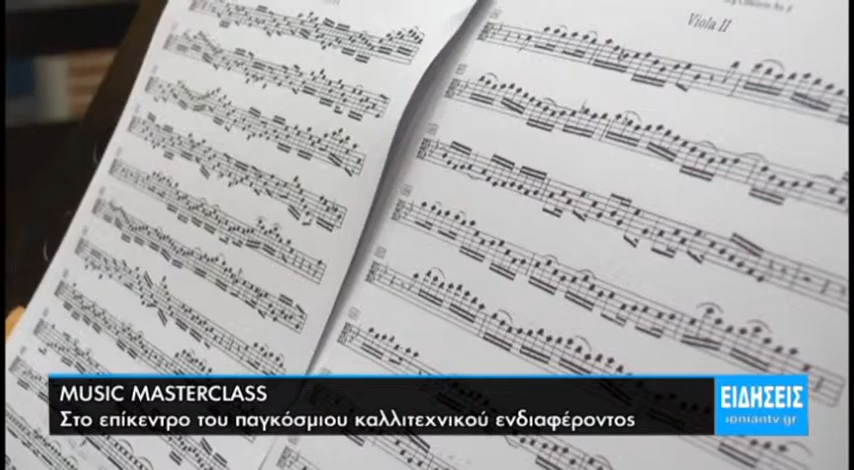 Viola II
MUSIC MASTERCLASS
Στο επίκεντρο του παγκόσμιου καλλιτεχνικού ενδιαφέροντος
ΕΙΔΗΣΕΙΣ
ioniantv.gr